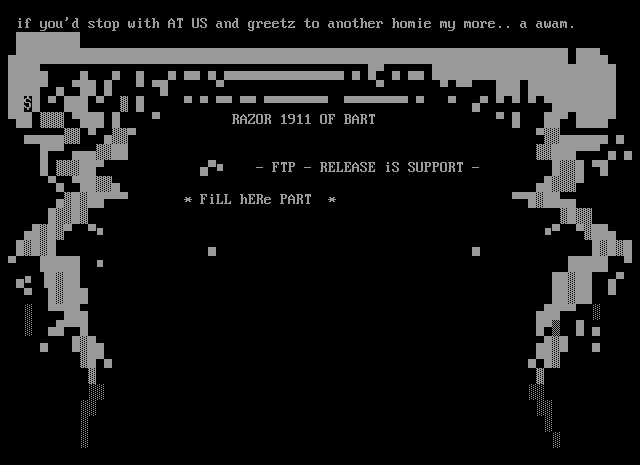 if you'd stop with AT US and greetz to another homie my more.. a awam.
$
RAZOR 1911 OF BART
- FTP - RELEASE iS SUPPORT -
* FiLL hERe PART *